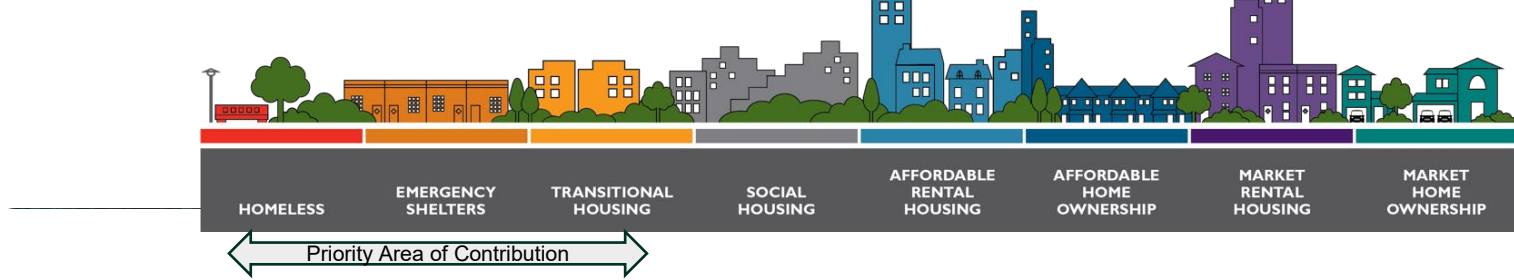 HOMELESS
EMERGENCY
SHELTERS
TRANSITIONAL
HOUSING
SOCIAL
HOUSING
AFFORDABLE
RENTAL
HOUSING
AFFORDABLE
HOME
OWNERSHIP
MARKET
RENTAL
HOUSING
MARKET
HOME
OWNERSHIP
Priority Area of Contribution